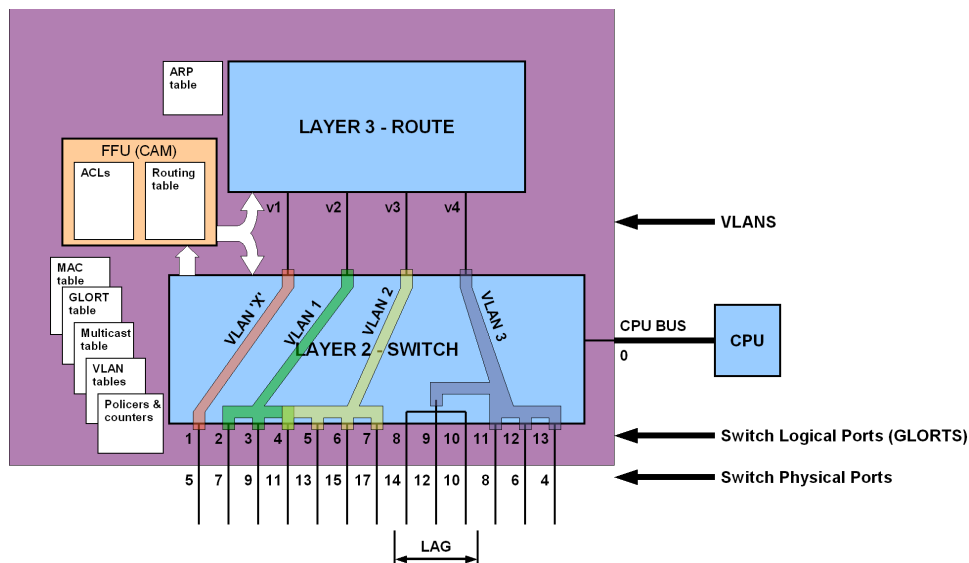 ARP
table
LAYER 3 - ROUTE
FFU (CAM)
ACLs
Routing
table
v1 v2 v3 v4
VLANS
MAC
table
GLORT
table
Multicast
table
VLAN
tables
Policers &
counters
VLAN 'X'
VLAN 1
VLAN 2
VLAN 3
LAYER 2 - SWITCH
CPU BUS
0
CPU
1 2 3 4 5 6 7 8 9 10 11 12 13
Switch Logical Ports (GLORTS)
5 7 9 11 13 15 17 14 12 10 8 6 4
Switch Physical Ports
LAG